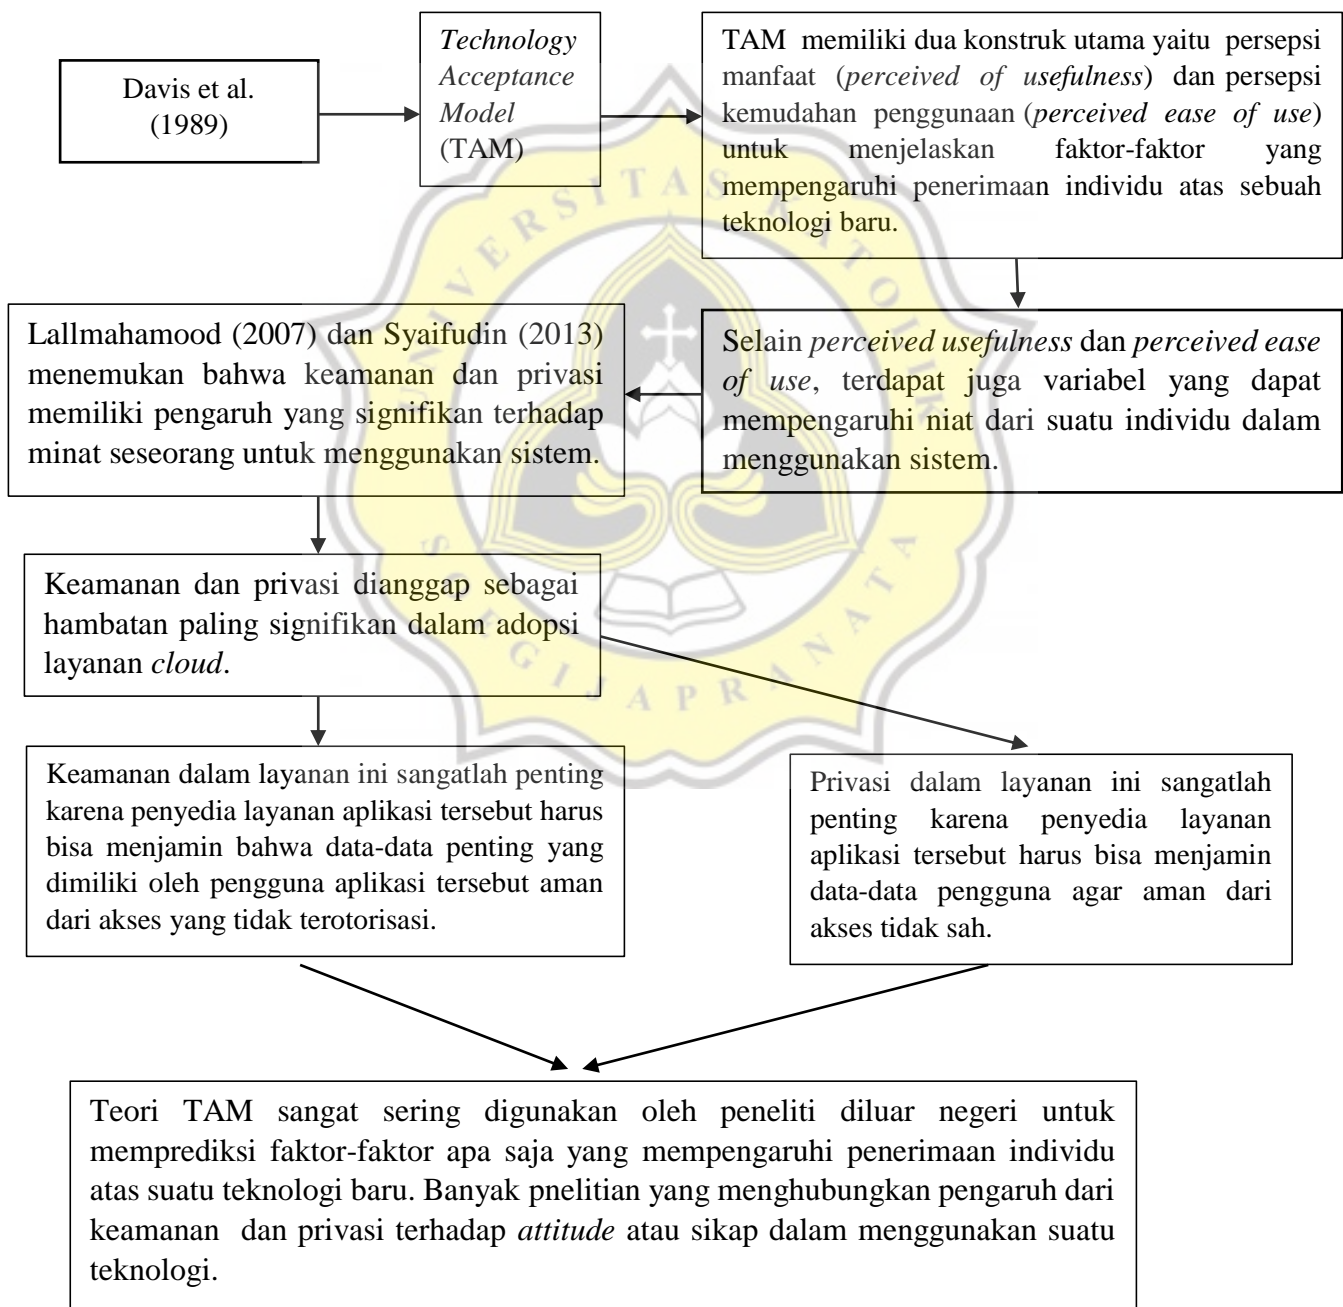 Davis et al.
(1989)
Technology
Acceptance
Model
(TAM)
TAM memiliki dua konstruk utama yaitu persepsi
manfaat (perceived of usefulness) dan persepsi
kemudahan penggunaan (perceived ease of use)
untuk menjelaskan faktor-faktor yang
mempengaruhi penerimaan individu atas sebuah
teknologi baru.
Selain perceived usefulness dan perceived ease
of use, terdapat juga variabel yang dapat
mempengaruhi niat dari suatu individu dalam
menggunakan sistem.
Lallmahamood (2007) dan Syaifudin (2013)
menemukan bahwa keamanan dan privasi
memiliki pengaruh yang signifikan terhadap
minat seseorang untuk menggunakan sistem.
Keamanan dan privasi dianggap sebagai
hambatan paling signifikan dalam adopsi
layanan cloud.
Keamanan dalam layanan ini sangatlah penting
karena penyedia layanan aplikasi tersebut harus
bisa menjamin bahwa data-data penting yang
dimiliki oleh pengguna aplikasi tersebut aman
dari akses yang tidak terotorisasi.
Privasi dalam layanan ini sangatlah
penting karena penyedia layanan
aplikasi tersebut harus bisa menjamin
data-data pengguna agar aman dari
akses tidak sah.
Teori TAM sangat sering digunakan oleh peneliti diluar negeri untuk
memprediksi faktor-faktor apa saja yang mempengaruhi penerimaan individu
atas suatu teknologi baru. Banyak pnelitian yang menghubungkan pengaruh dari
keamanan dan privasi terhadap attitude atau sikap dalam menggunakan suatu
teknologi.
UNIVERSITAS KATOLIK
SOEGIJAPRANATA